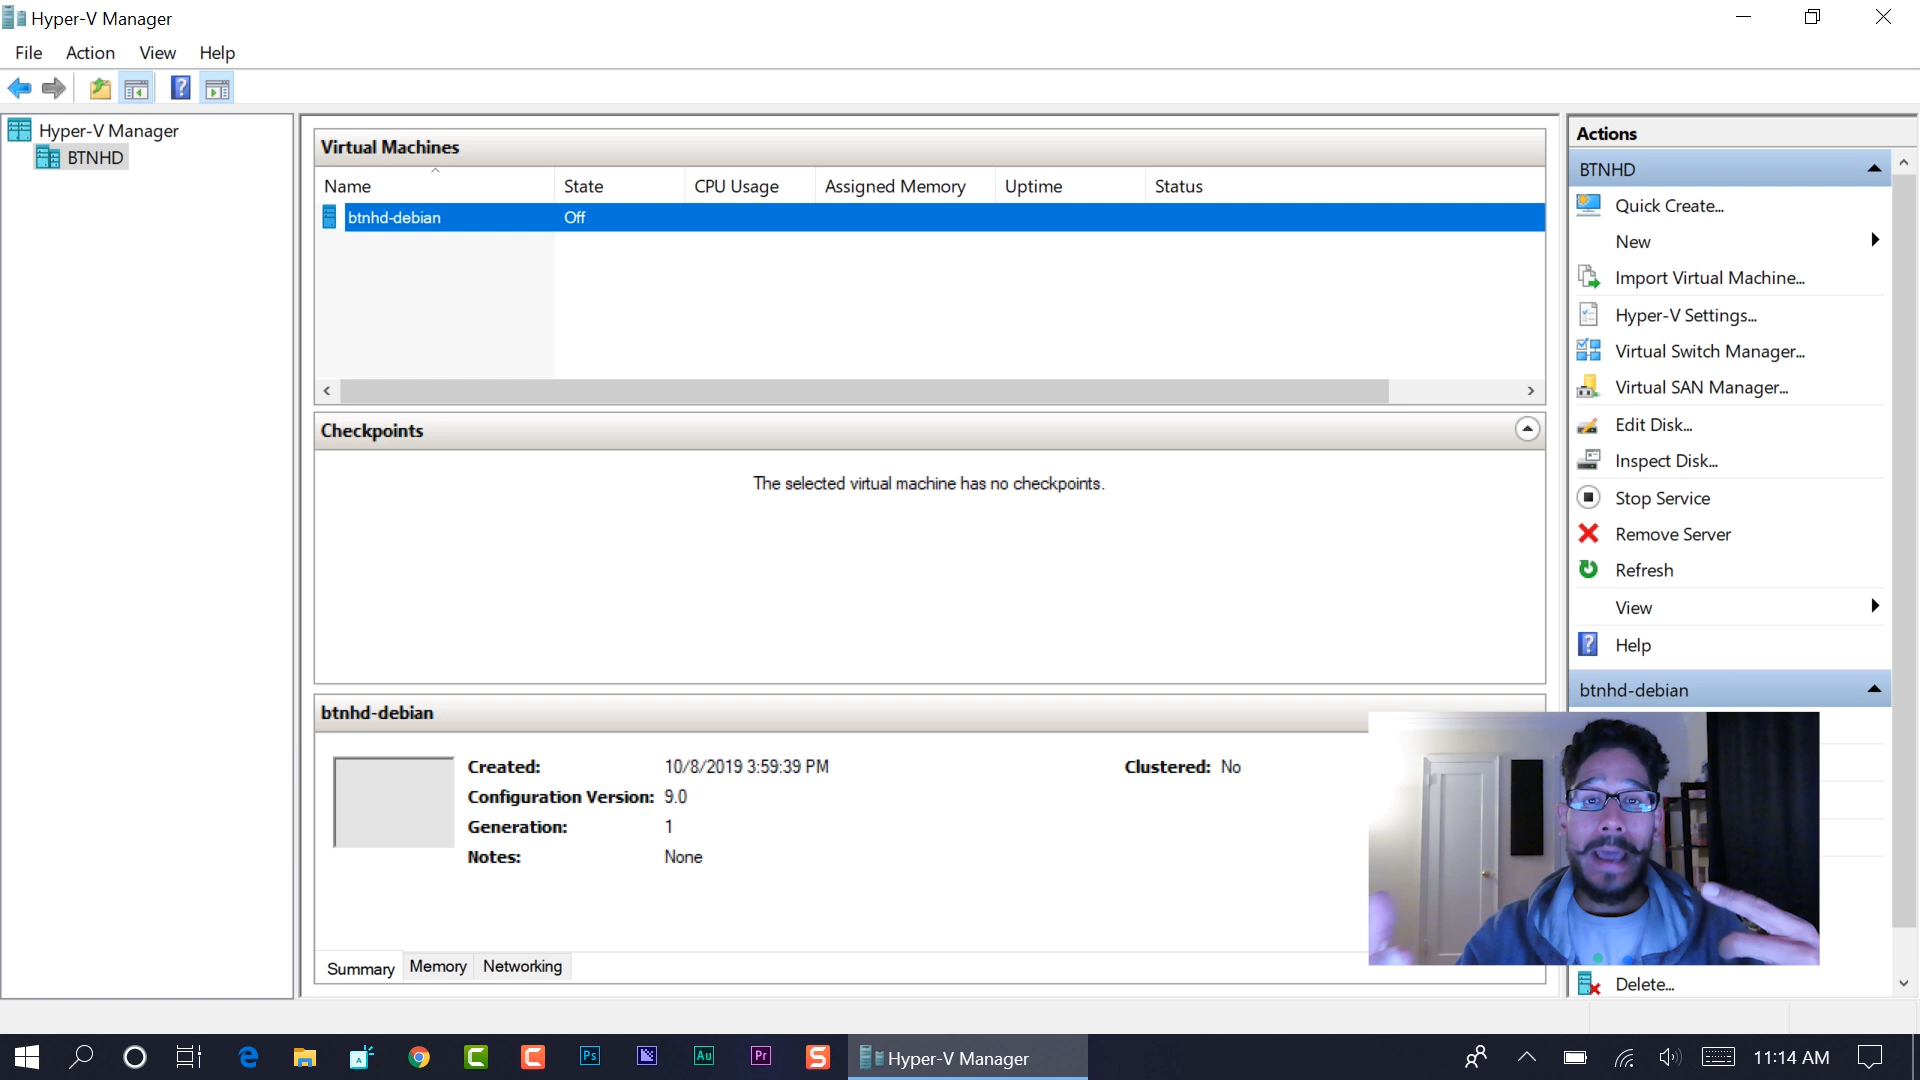 Hyper-V Manager
File Action View Help
Hyper-V Manager
BTNHD
Virtual Machines
Name State CPU Usage Assigned Memory Uptime Status
btnhd-debian Off
Checkpoints
The selected virtual machine has no checkpoints.
btnhd-debian
Created: 10/8/2019 3:59:39 PM Clustered: No
Configuration Version: 9.0
Generation: 1
Notes: None
Summary Memory Networking
Actions
BTNHD
Quick Create...
New
Import Virtual Machine...
Hyper-V Settings...
Virtual Switch Manager...
Virtual SAN Manager...
Edit Disk...
Inspect Disk...
Stop Service
Remove Server
Refresh
View
Help
btnhd-debian
Delete...
Ps Au Pr Hyper-V Manager 11:14 AM